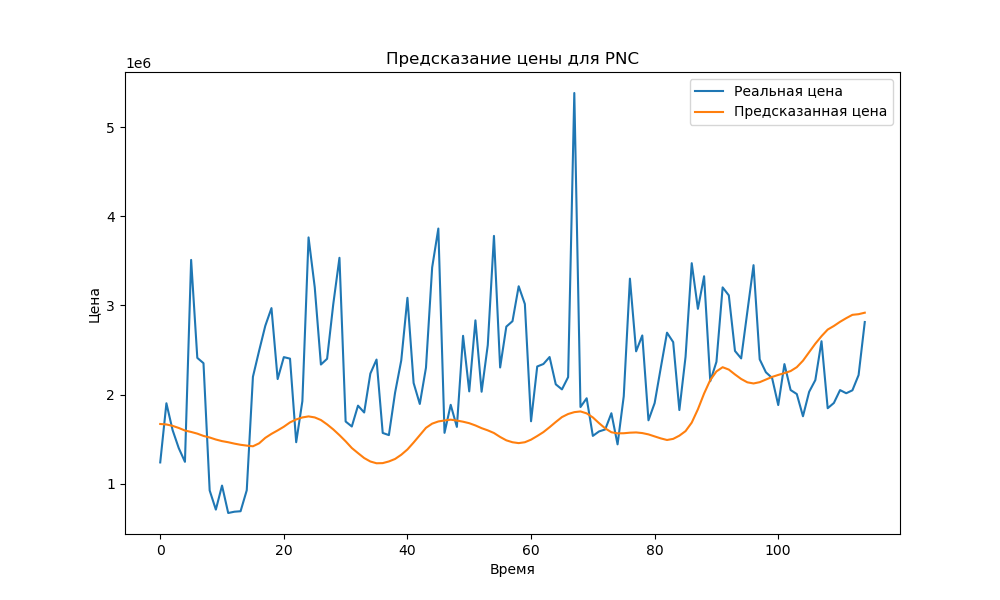 Предсказание цены для PNC
1e6
Реальная цена
Предсказанная цена
5
4
3
2
1
Цена
0 20 40 60 80 100
Время